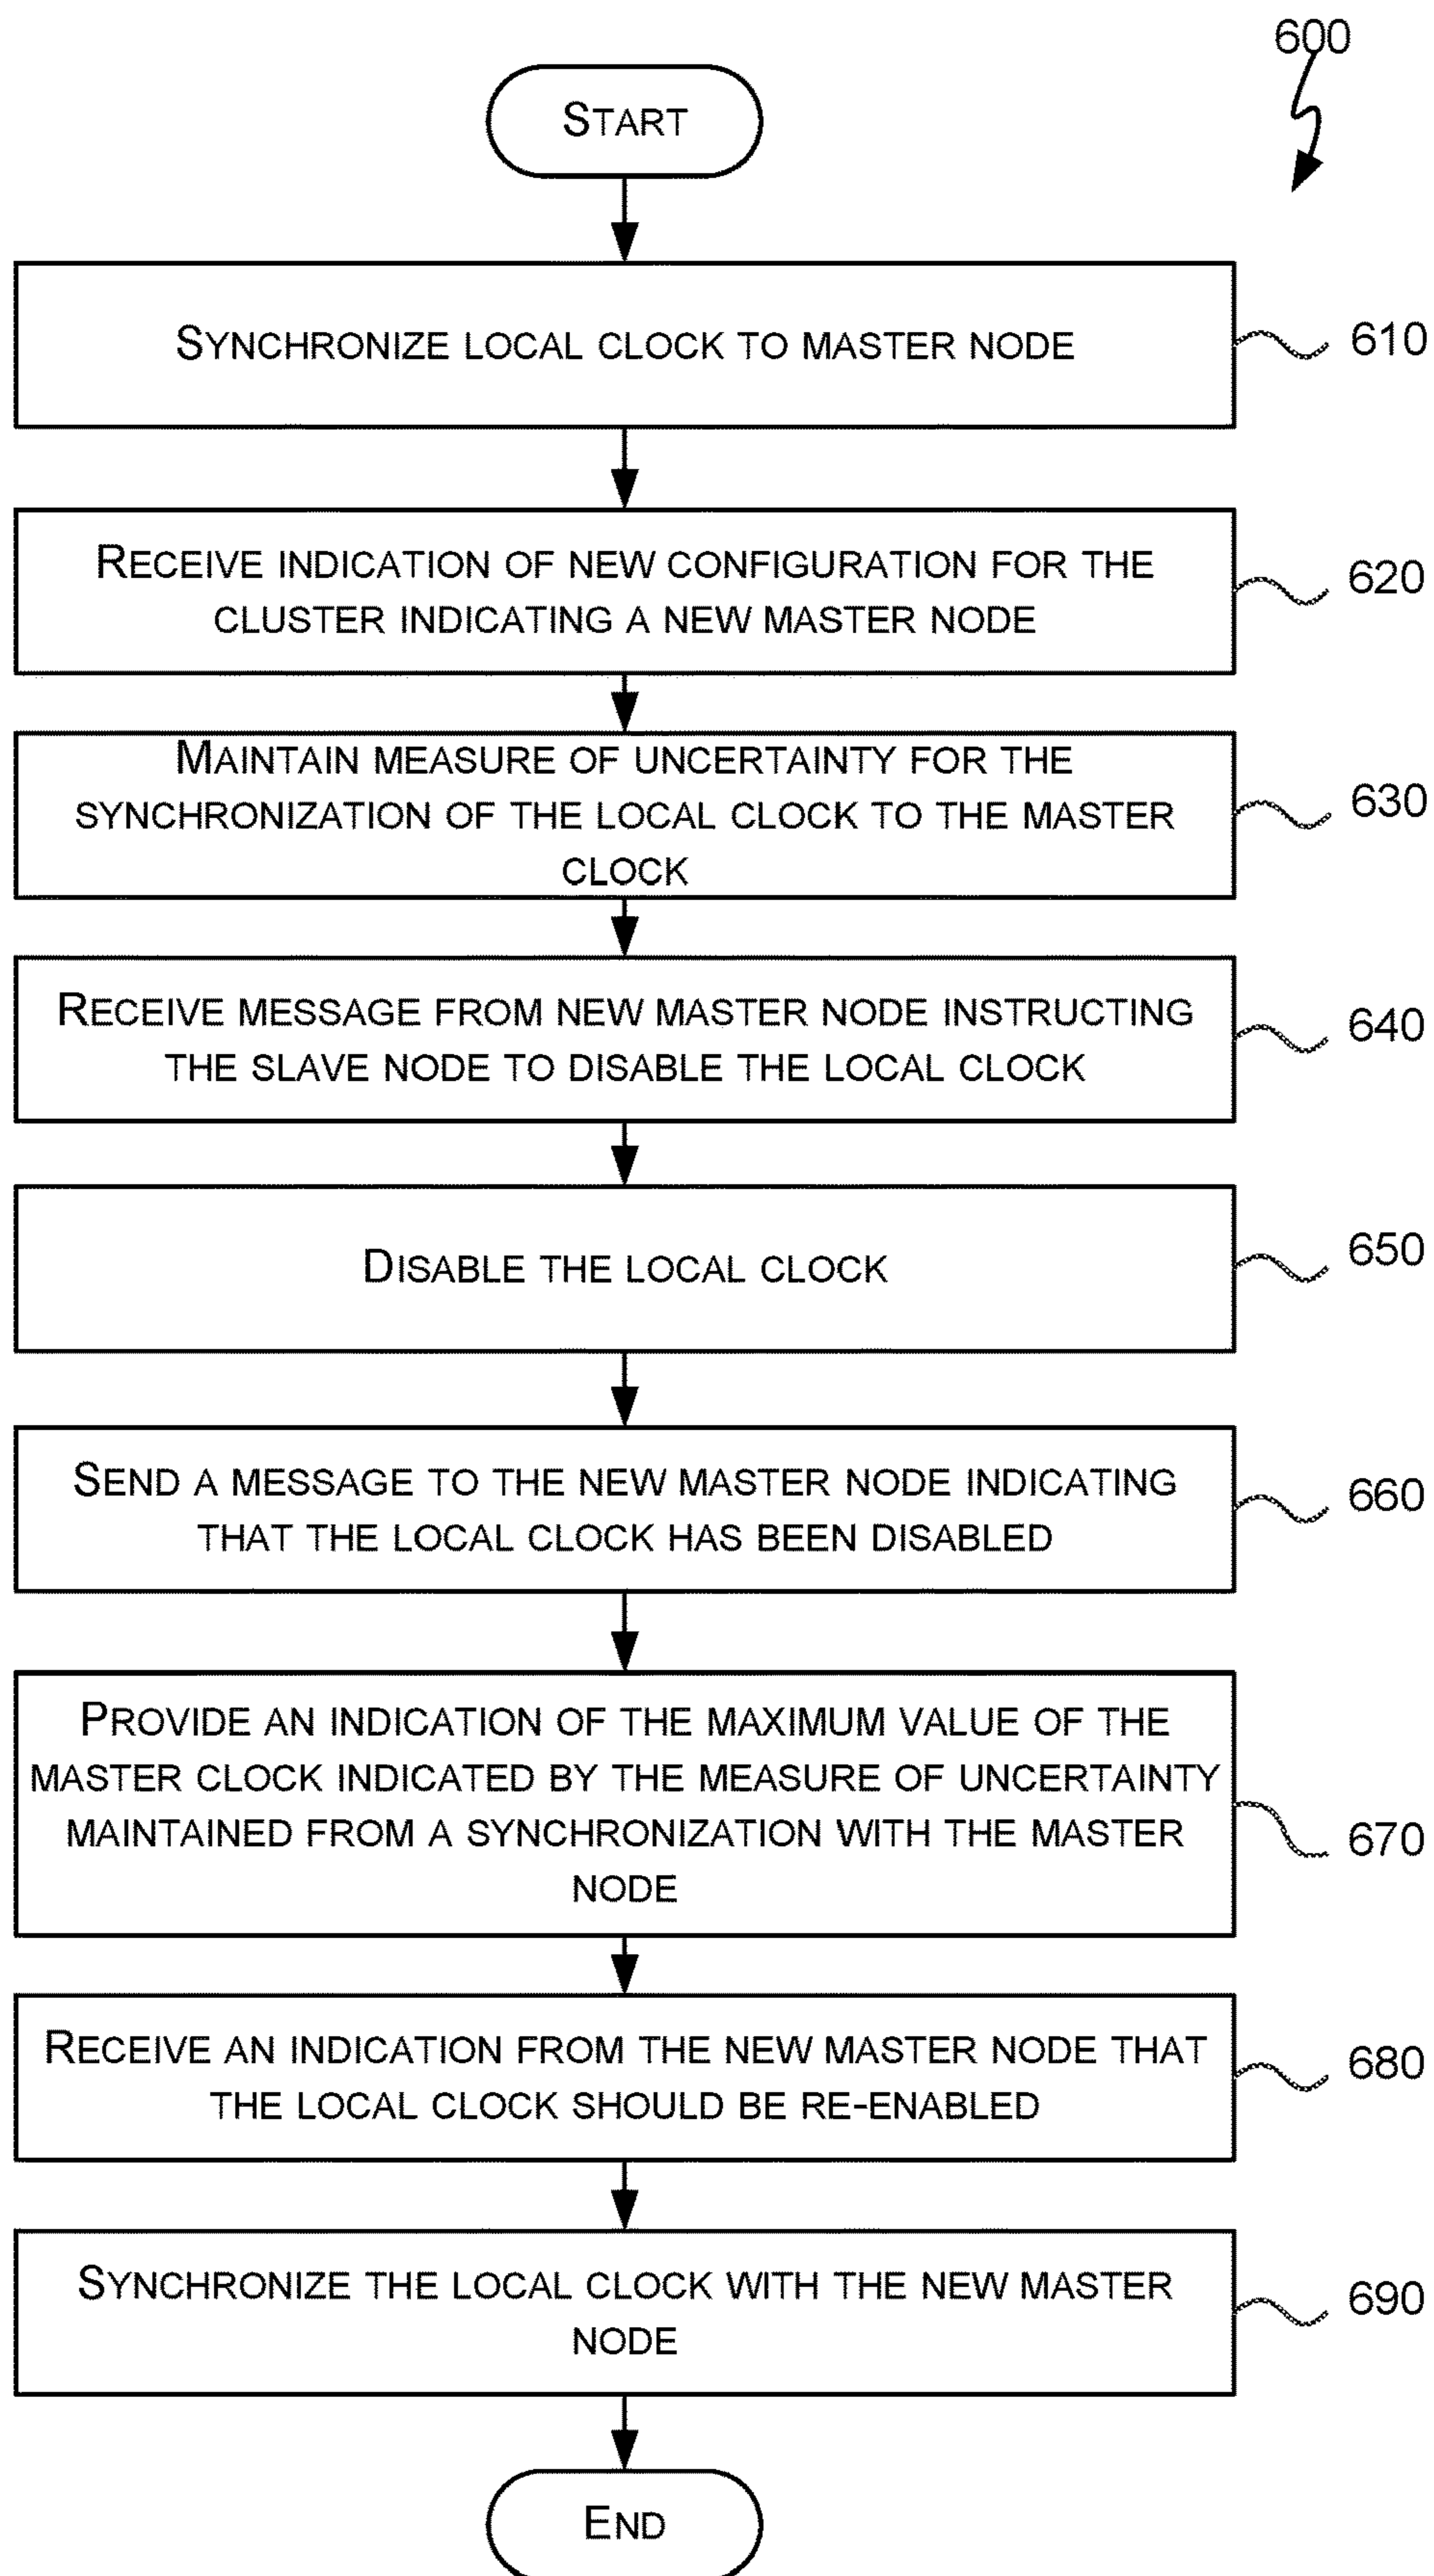 600
START
SYNCHRONIZE LOCAL CLOCK TO MASTER NODE
610
RECEIVE INDICATION OF NEW CONFIGURATION FOR THE
CLUSTER INDICATING A NEW MASTER NODE
620
MAINTAIN MEASURE OF UNCERTAINTY FOR THE
SYNCHRONIZATION OF THE LOCAL CLOCK TO THE MASTER
CLOCK
630
RECEIVE MESSAGE FROM NEW MASTER NODE INSTRUCTING
THE SLAVE NODE TO DISABLE THE LOCAL CLOCK
640
DISABLE THE LOCAL CLOCK
650
SEND A MESSAGE TO THE NEW MASTER NODE INDICATING
THAT THE LOCAL CLOCK HAS BEEN DISABLED
660
PROVIDE AN INDICATION OF THE MAXIMUM VALUE OF THE
MASTER CLOCK INDICATED BY THE MEASURE OF UNCERTAINTY
MAINTAINED FROM A SYNCHRONIZATION WITH THE MASTER
NODE
670
RECEIVE AN INDICATION FROM THE NEW MASTER NODE THAT
THE LOCAL CLOCK SHOULD BE RE-ENABLED
680
SYNCHRONIZE THE LOCAL CLOCK WITH THE NEW MASTER
NODE
690
END